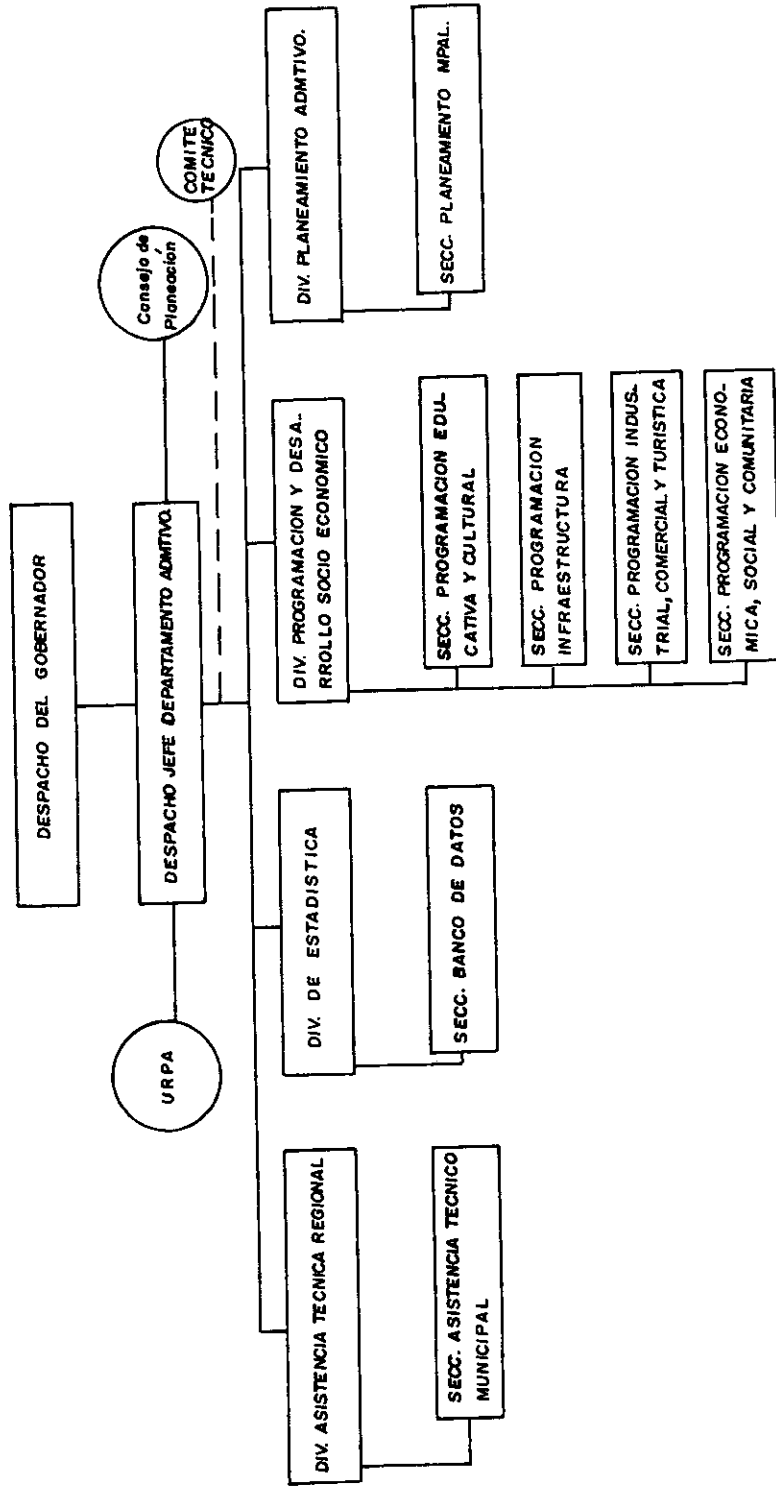 DESPACHO DEL GOBERNADOR
DESPACHO JEFE DEPARTAMENTO ADMTIVO.
URPA
Consejo de
Planeación
COMITE
TECNICO
DIV. ASISTENCIA TECNICA REGIONAL
SECC. ASISTENCIA TECNICO
MUNICIPAL
DIV. DE ESTADISTICA
SECC. BANCO DE DATOS
DIV. PROGRAMACION Y DESA-
RROLLO SOCIO ECONOMICO
SECC. PROGRAMACION EDU-
CATIVA Y CULTURAL
SECC. PROGRAMACION
INFRAESTRUCTURA
SECC. PROGRAMACION INDUS-
TRIAL, COMERCIAL Y TURISTICA
SECC. PROGRAMACION ECONO-
MICA, SOCIAL Y COMUNITARIA
DIV. PLANEAMIENTO ADMTIVO.
SECC. PLANEAMIENTO MPAL.